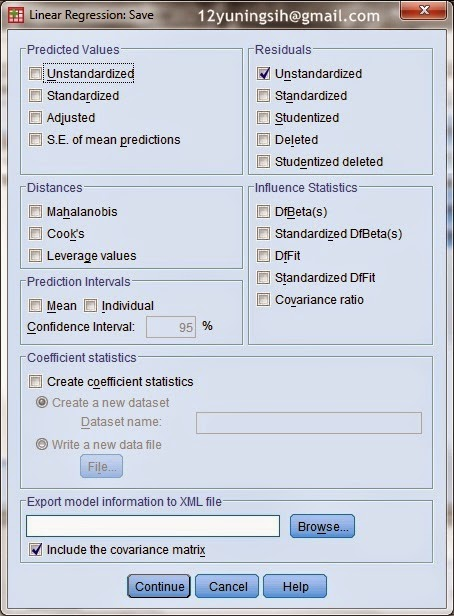 Linear Regression: Save
12yuningsih@gmail.com
Predicted Values
Unstandardized
Standardized
Adjusted
S.E. of mean predictions
Residuals
Unstandardized
Standardized
Studentized
Deleted
Studentized deleted
Distances
Mahalanobis
Cook's
Leverage values
Influence Statistics
DfBeta(s)
Standardized DfBeta(s)
DfFit
Standardized DfFit
Covariance ratio
Prediction Intervals
Mean Individual
Confidence Interval: 95 %
Coefficient statistics
Create coefficient statistics
Create a new dataset
Dataset name:
Write a new data file
File...
Export model information to XML file
Browse...
Include the covariance matrix
Continue Cancel Help